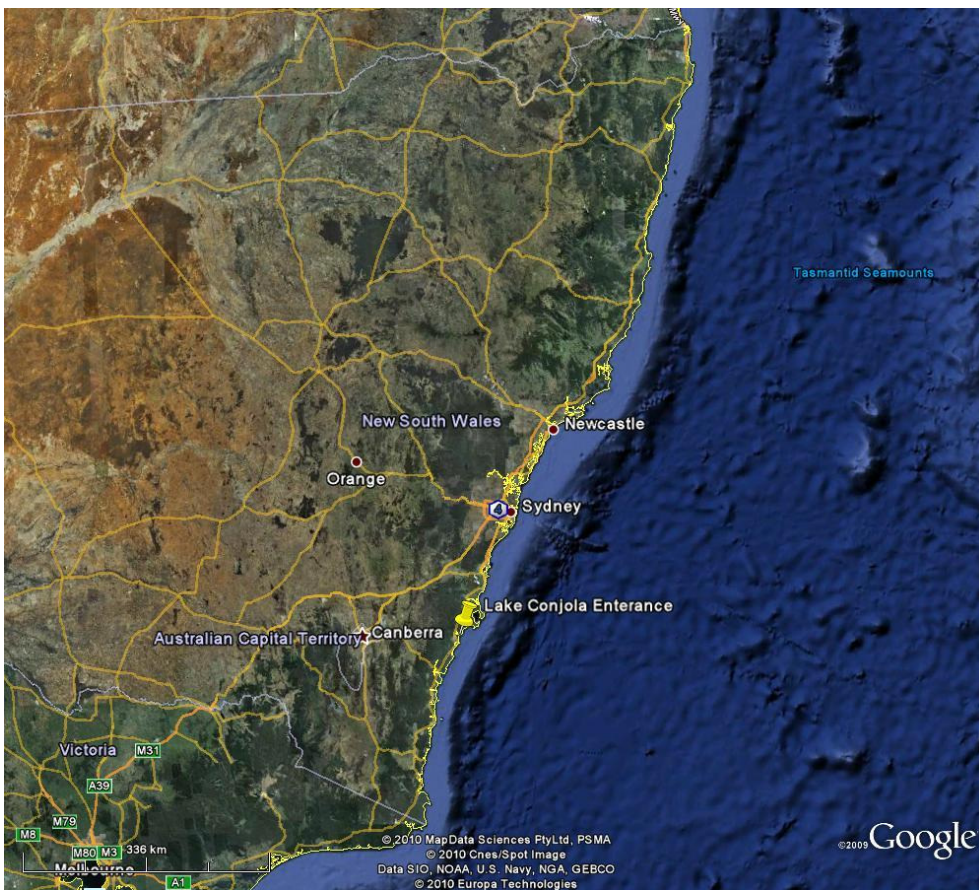 Tasmantid Seamounts
New South Wales
Newcastle
Orange
Sydney
Lake Conjola Enterance
Australian Capital Territory
Canberra
Victoria
M31
A39
M79
M8
M80
M3
336 km
Melbourne
A1
© 2010 MapData Sciences PtyLtd, PSMA
© 2010 Cnes/Spot Image
Data SIO, NOAA, U.S. Navy, NGA, GEBCO
© 2010 Europa Technologies
©2009 Google